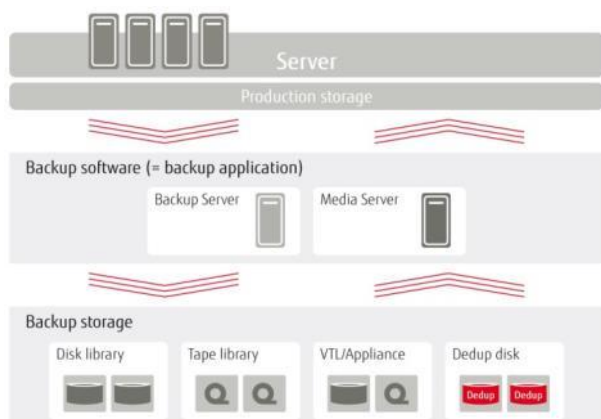 Server
Production storage
Backup software (= backup application)
Backup Server
Media Server
Backup storage
Disk library
Tape library
VTL/Appliance
Dedup disk
Dedup
Dedup